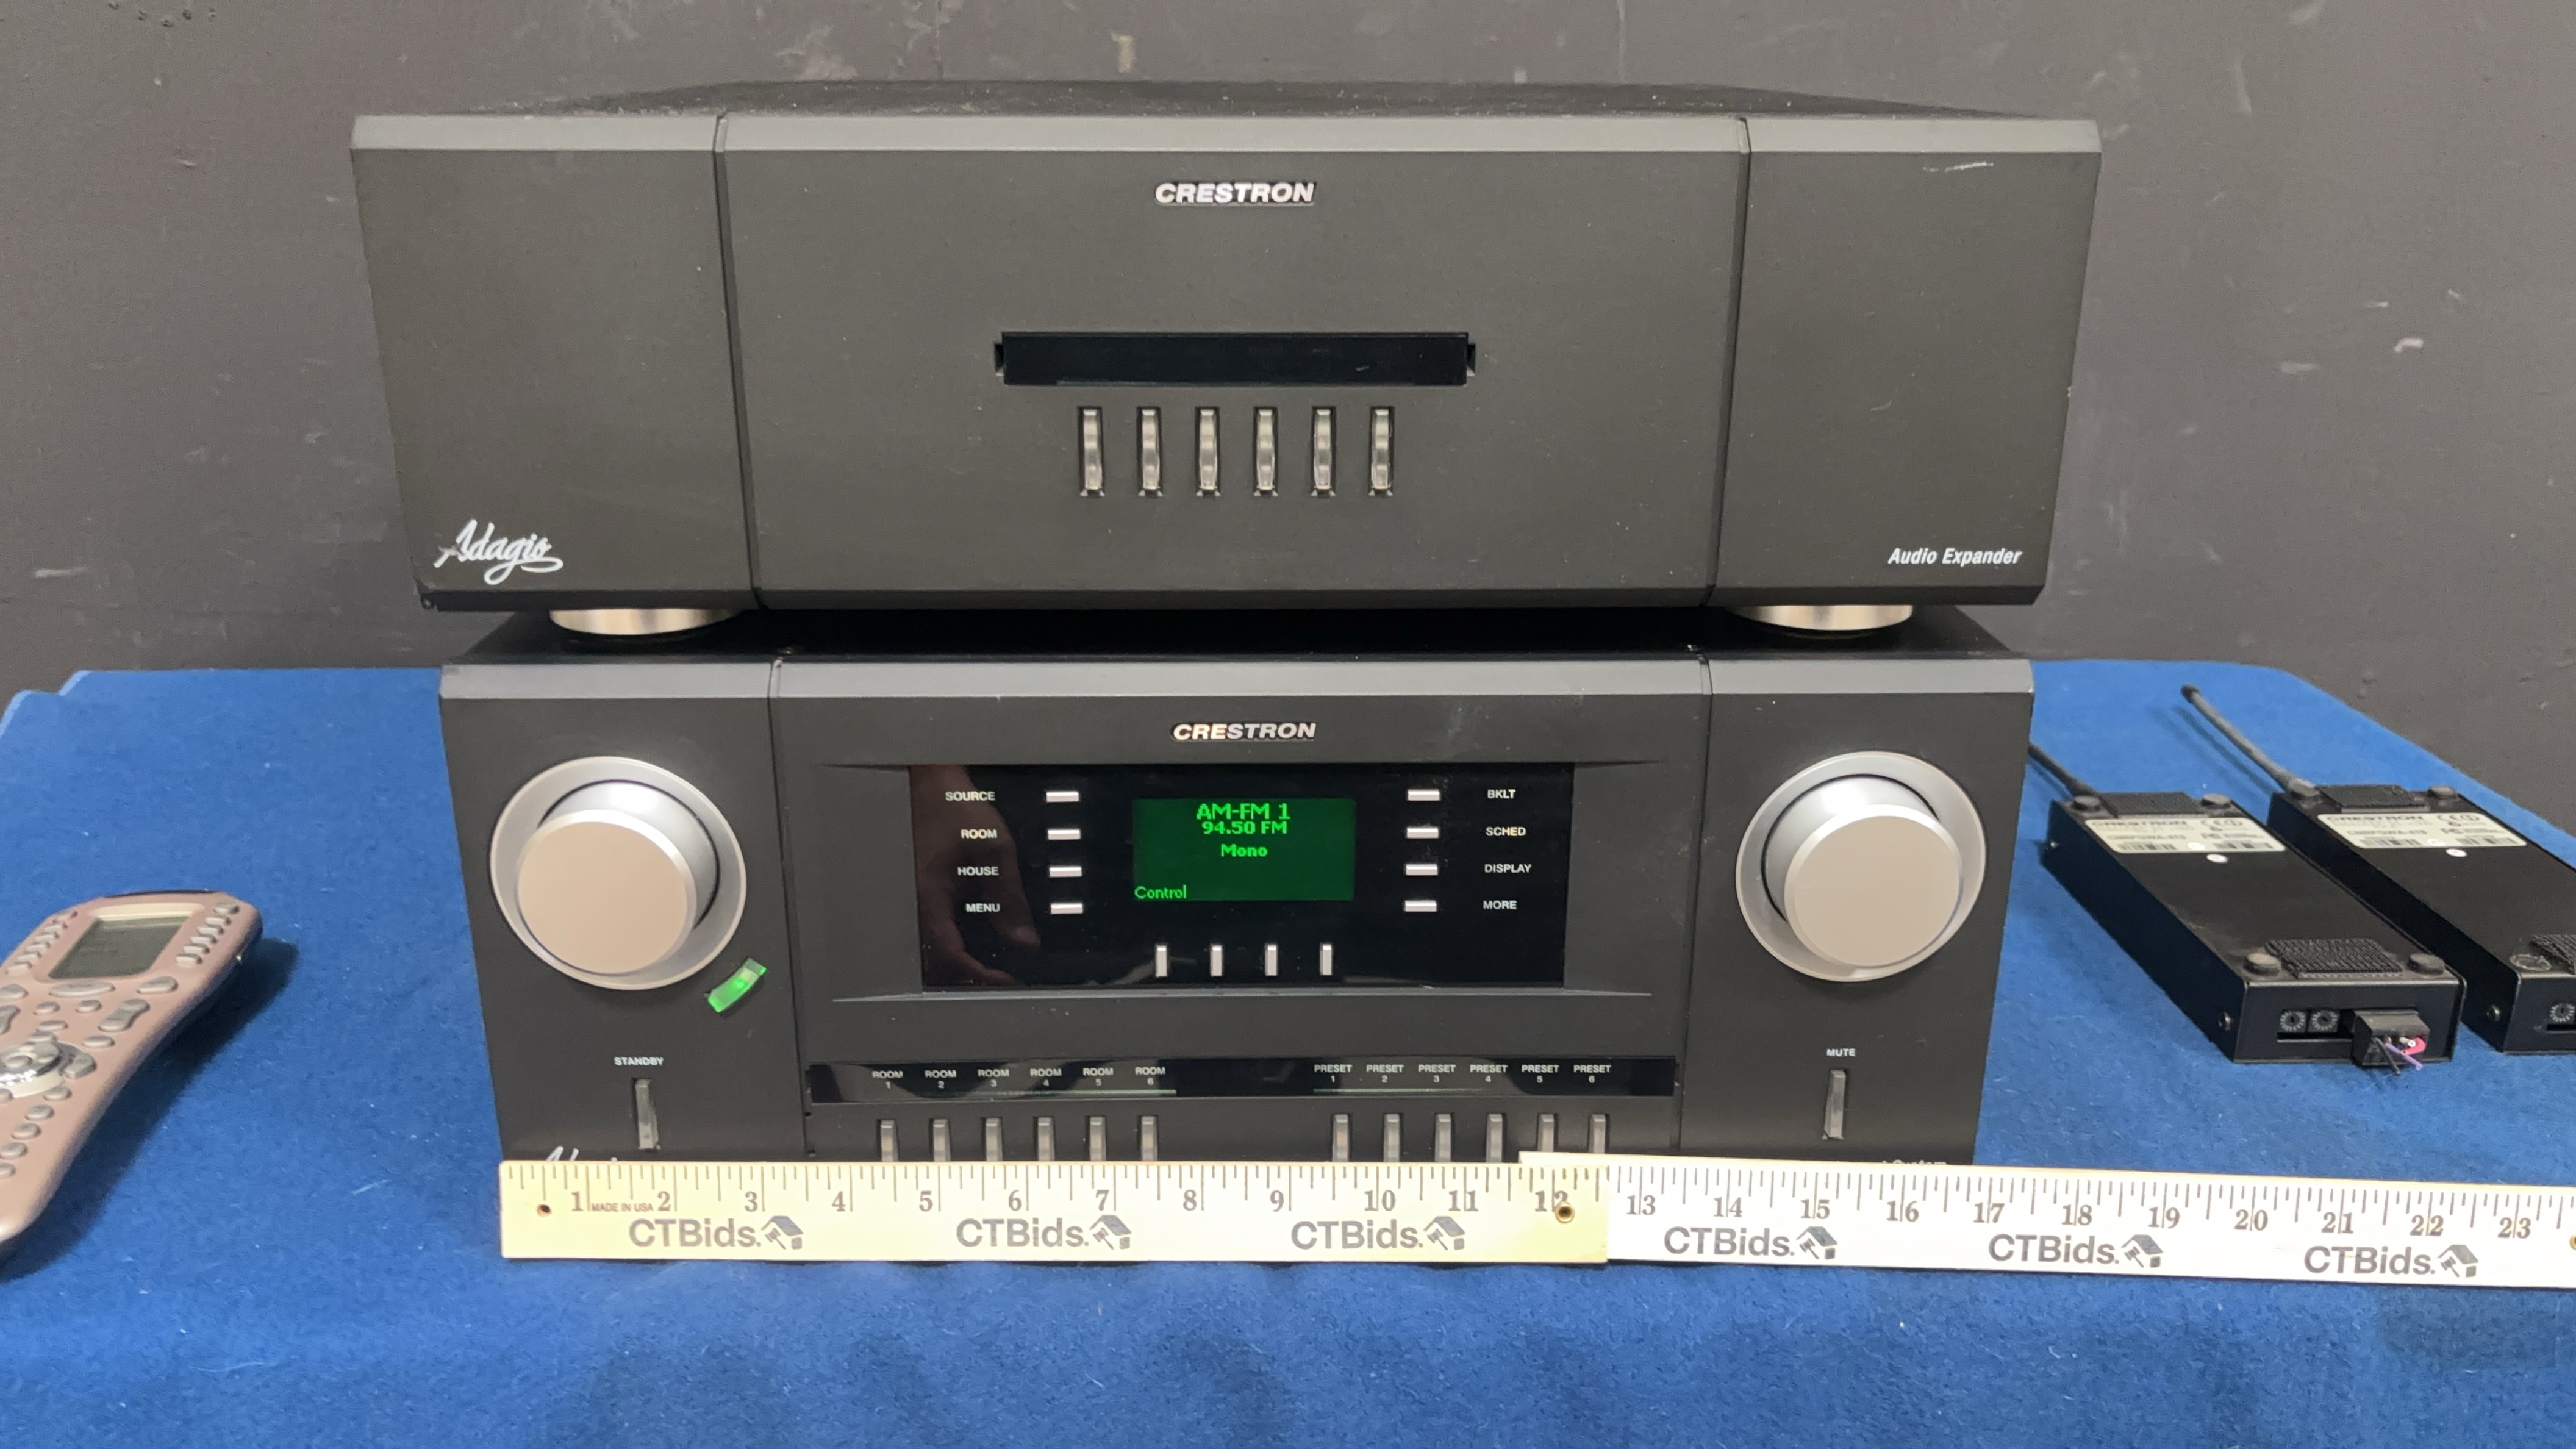 CRESTRON
Adagio
Audio Expander
CRESTRON
SOURCE
ROOM
HOUSE
MENU
AM-FM 1
94.50 FM
Mono
Control
BKLT
SCHED
DISPLAY
MORE
STANDBY
MUTE
ROOM 1 ROOM 2 ROOM 3 ROOM 4 ROOM 5 ROOM 6
PRESET 1 PRESET 2 PRESET 3 PRESET 4 PRESET 5 PRESET 6
CRESTRON
CRESTRON
1 MADE IN USA 2 3 4 5 6 7 8 9 10 11 12 13 14 15 16 17 18 19 20 21 22 23
CTBids. CTBids. CTBids. CTBids. CTBids. CTBids.